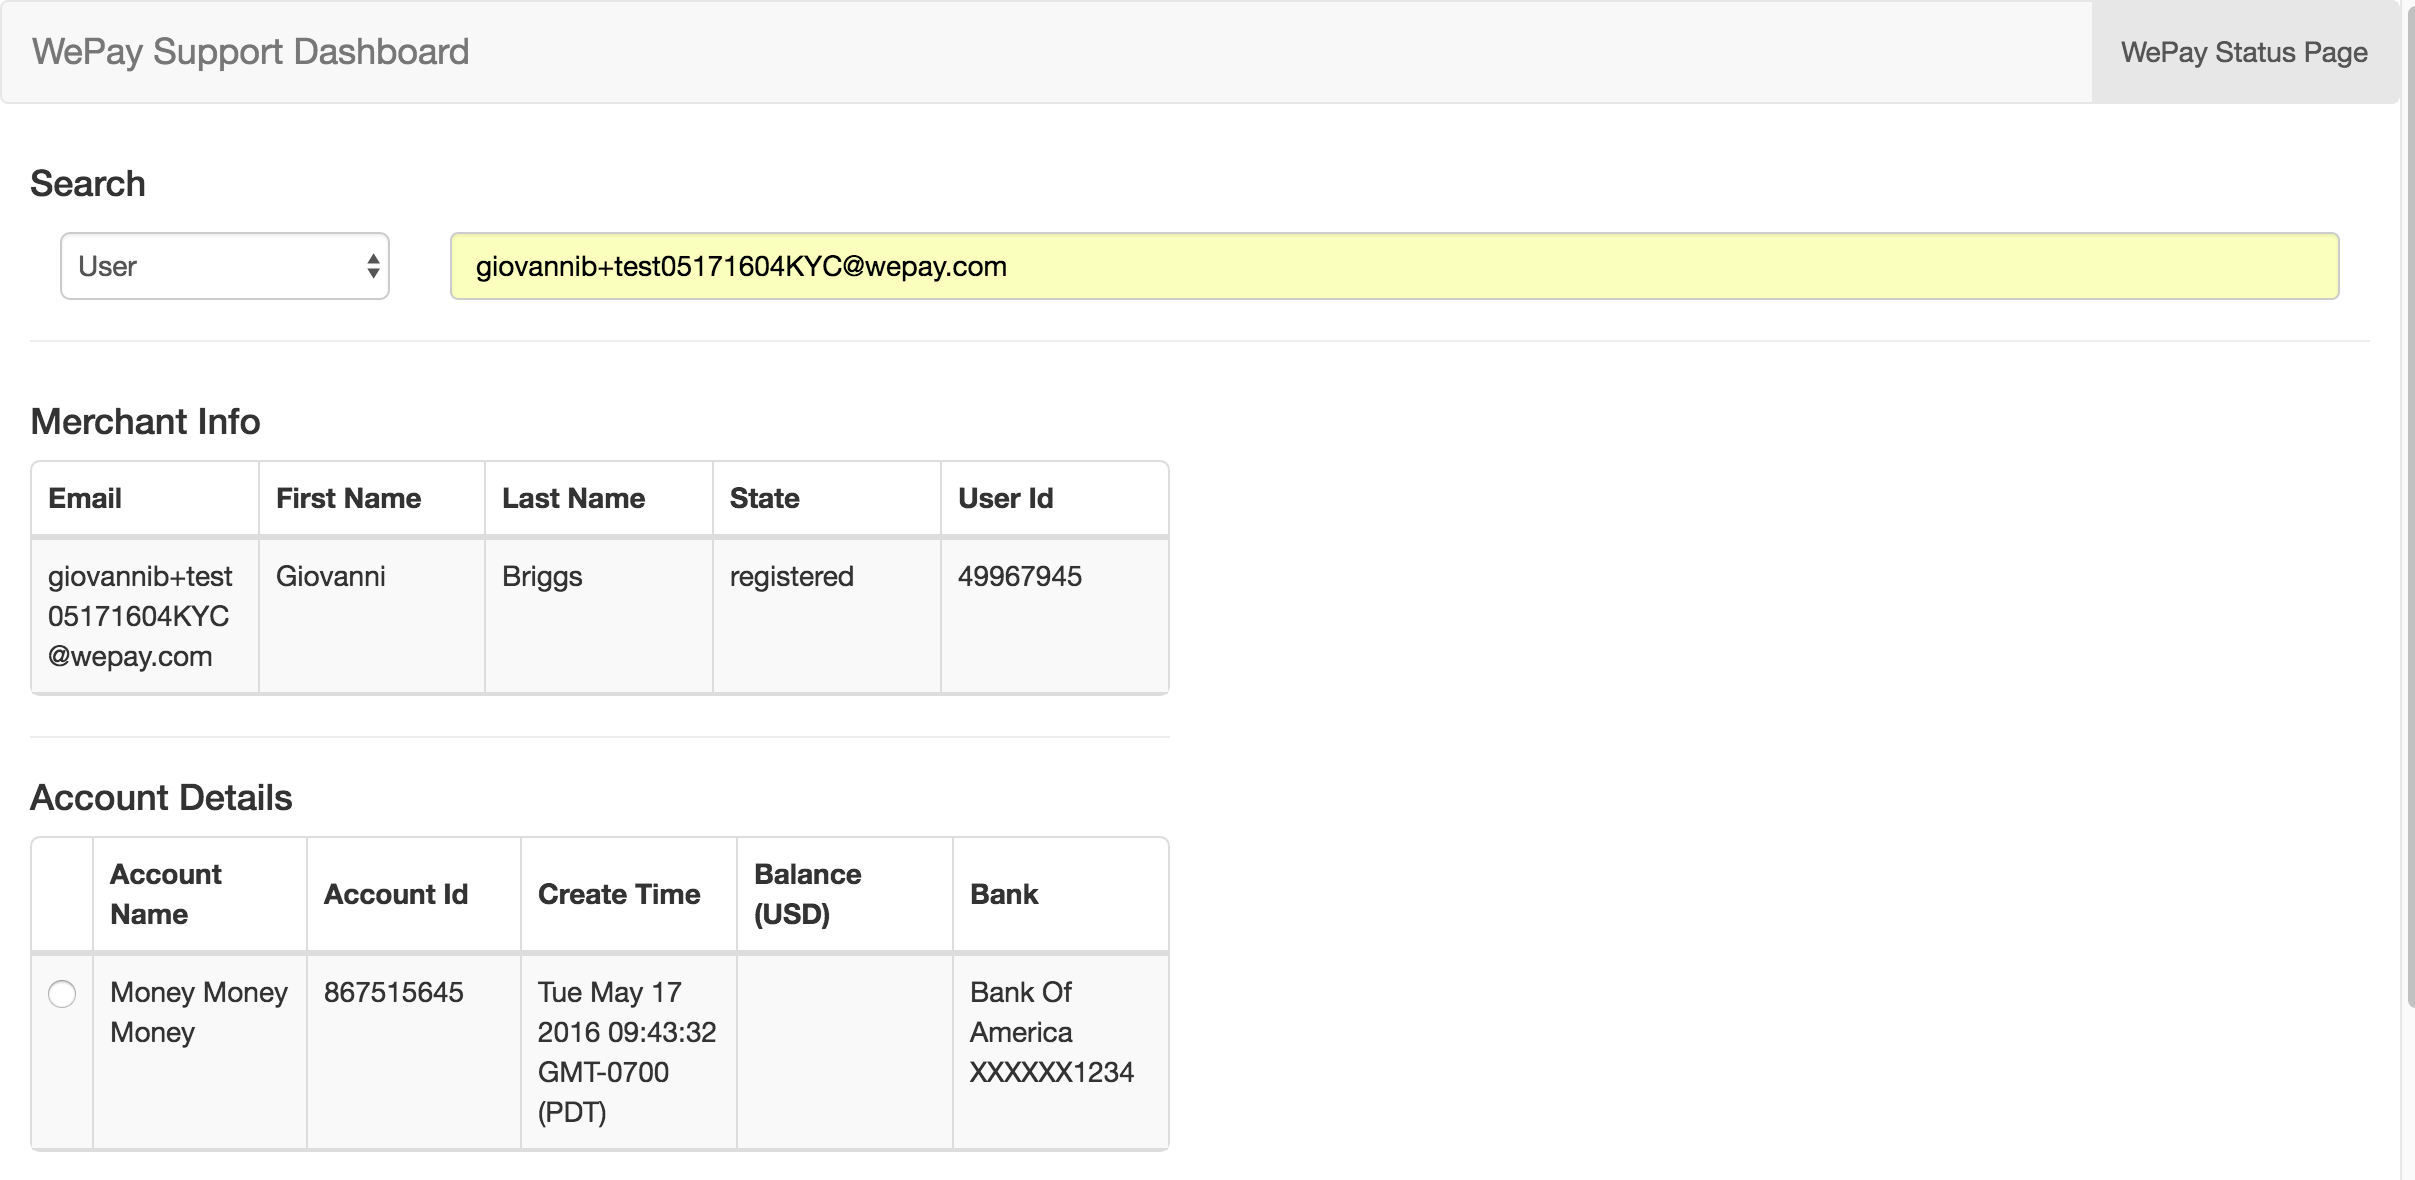 WePay Support Dashboard
WePay Status Page
Search
User
giovannib+test05171604KYC@wepay.com
Merchant Info
Email
First Name
Last Name
State
User Id
giovannib+test
05171604KYC
@wepay.com
Giovanni
Briggs
registered
49967945
Account Details
Account
Name
Account Id
Create Time
Balance
(USD)
Bank
Money Money
Money
867515645
Tue May 17
2016 09:43:32
GMT-0700
(PDT)
Bank Of
America
XXXXXX1234